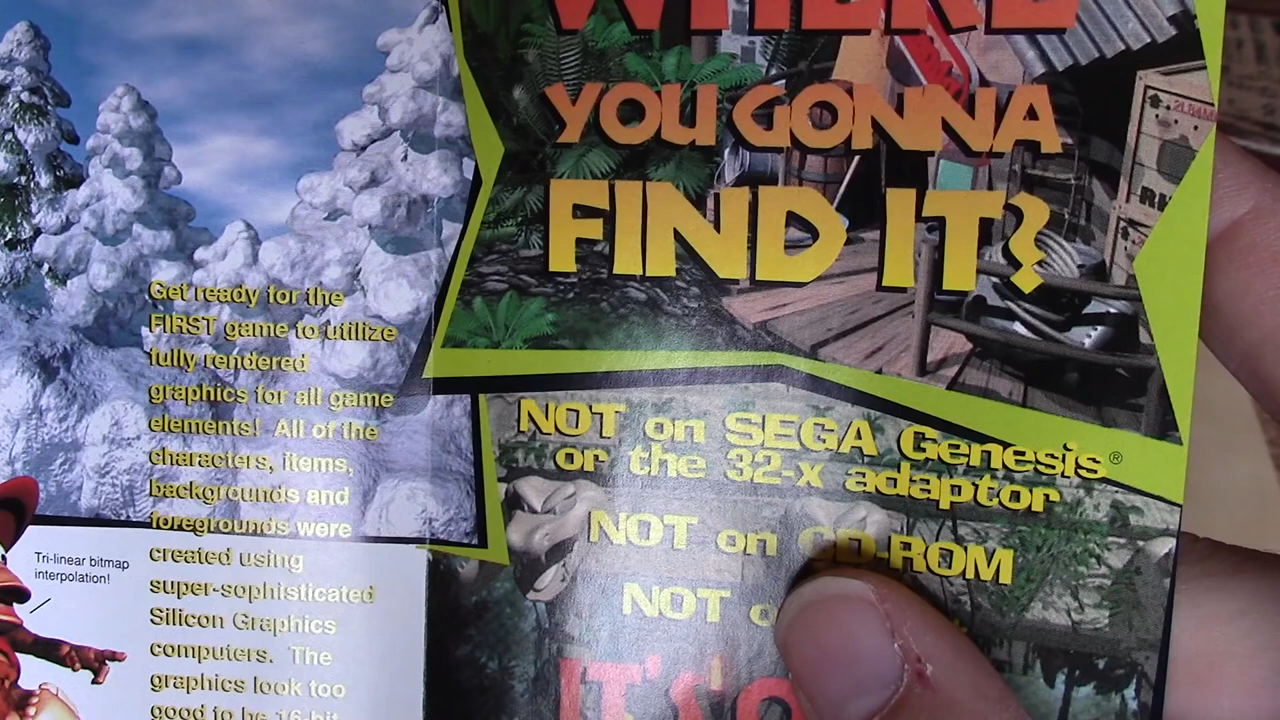 Get ready for the
FIRST game to utilize
fully rendered
graphics for all game
elements! All of the
characters, items,
backgrounds and
foregrounds were
created using
super-sophisticated
Silicon Graphics
computers. The
graphics look too
good to be 16-bit
Tri-linear bitmap
interpolation!
WHERE
YOU GONNA
FIND IT?
NOT on SEGA Genesis®
or the 32-x adaptor
NOT on CD-ROM
NOT
IT'S